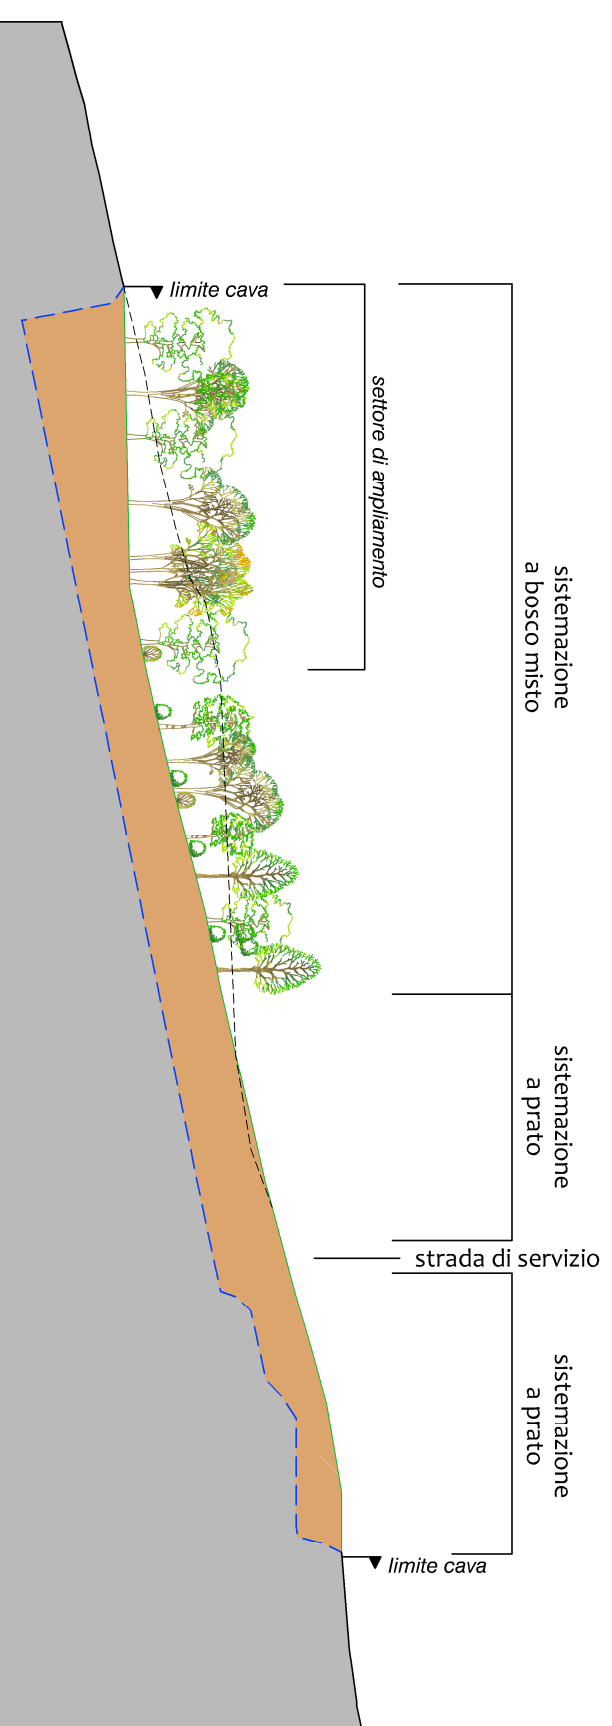 limite cava
settore di ampliamento
sistemazione
a bosco misto
sistemazione
a prato
strada di servizio
sistemazione
a prato
limite cava